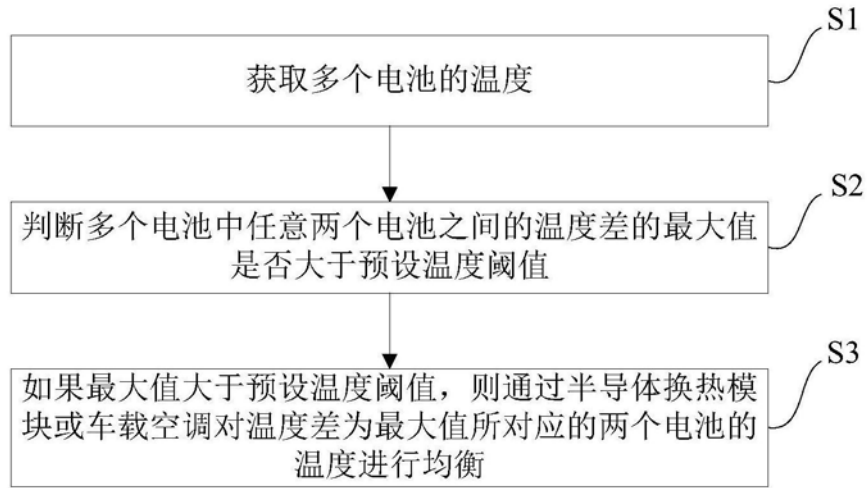 S1
获取多个电池的温度
S2
判断多个电池中任意两个电池之间的温度差的最大值
是否大于预设温度阈值
S3
如果最大值大于预设温度阈值，则通过半导体换热模
块或车载空调对温度差为最大值所对应的两个电池的
温度进行均衡